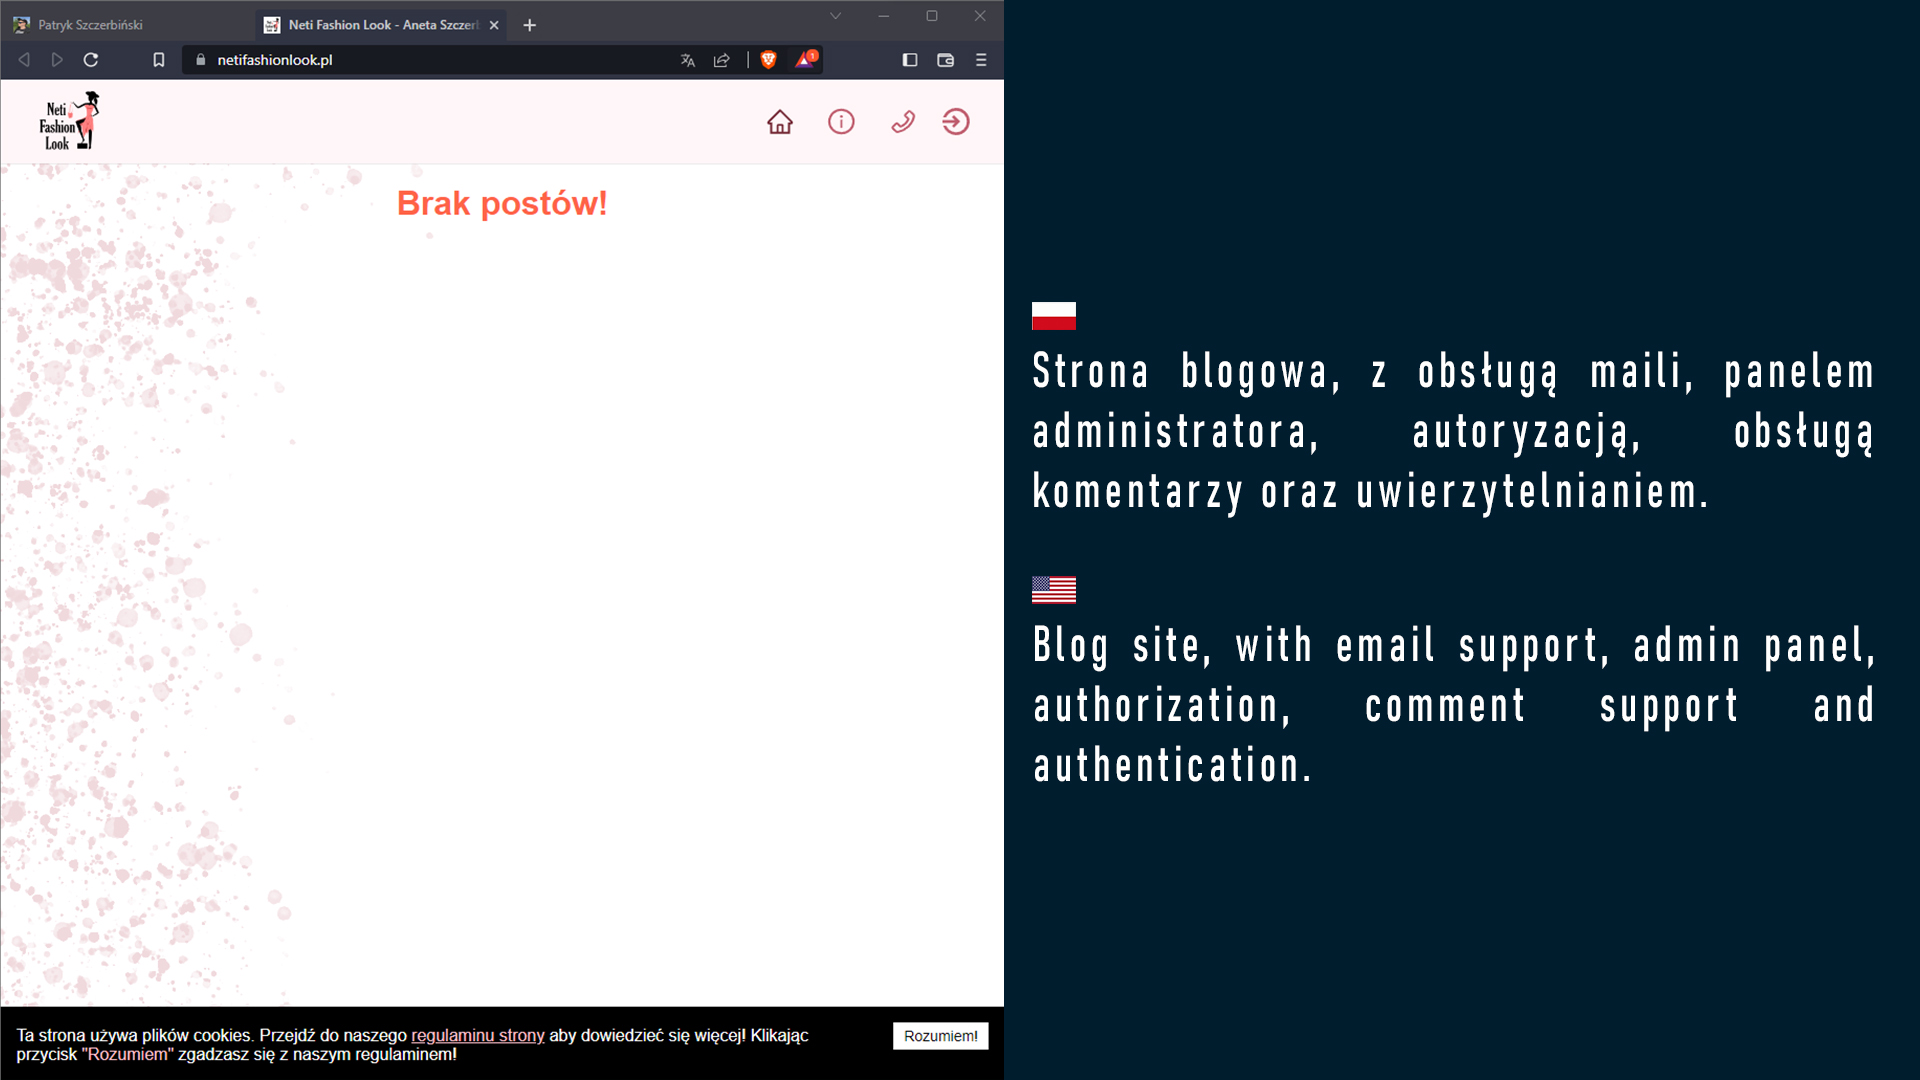 Patryk Szczerbiński
Neti Fashion Look - Aneta Szczerb
netifashionlook.pl
1
Neti
Fashion
Look
Brak postów!
Strona blogowa, z obsługą maili, panelem
administratora, autoryzacją, obsługą
komentarzy oraz uwierzytelnianiem.
Blog site, with email support, admin panel,
authorization, comment support and
authentication.
Ta strona używa plików cookies. Przejdź do naszego regulaminu strony aby dowiedzieć się więcej! Klikając
przycisk "Rozumiem" zgadzasz się z naszym regulaminem!
Rozumiem!